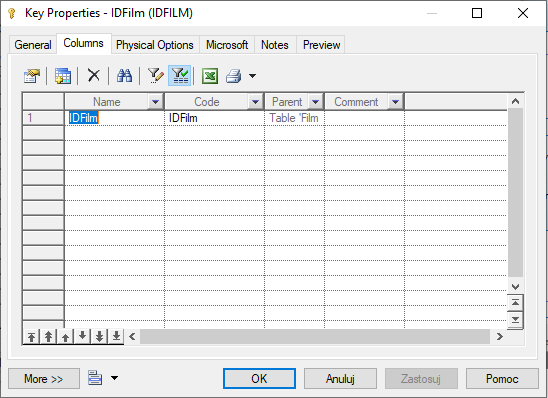 Key Properties - IDFilm (IDFILM)
General Columns Physical Options Microsoft Notes Preview
Name Code Parent Comment
1 IDFilm IDFilm Table 'Film
More >> OK Anuluj Zastosuj Pomoc